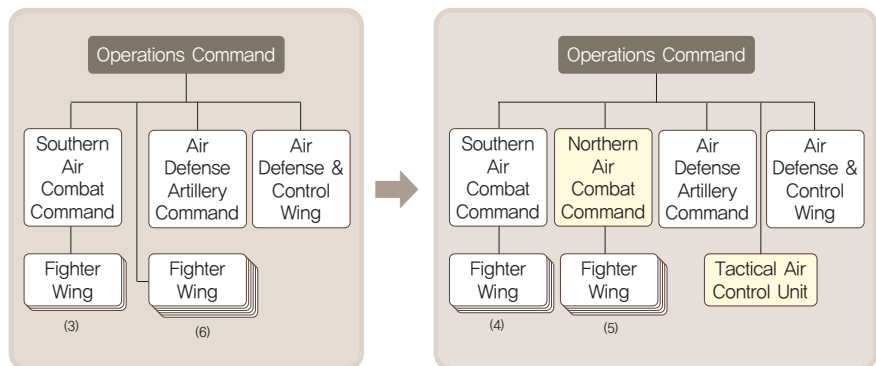 Operations Command
Southern
Air
Combat
Command
Air
Defense
Artillery
Command
Air
Defense &
Control
Wing
Fighter
Wing
(3)
Fighter
Wing
(6)
Operations Command
Southern
Air
Combat
Command
Northern
Air
Combat
Command
Air
Defense
Artillery
Command
Air
Defense &
Control
Wing
Fighter
Wing
(4)
Fighter
Wing
(5)
Tactical Air
Control Unit